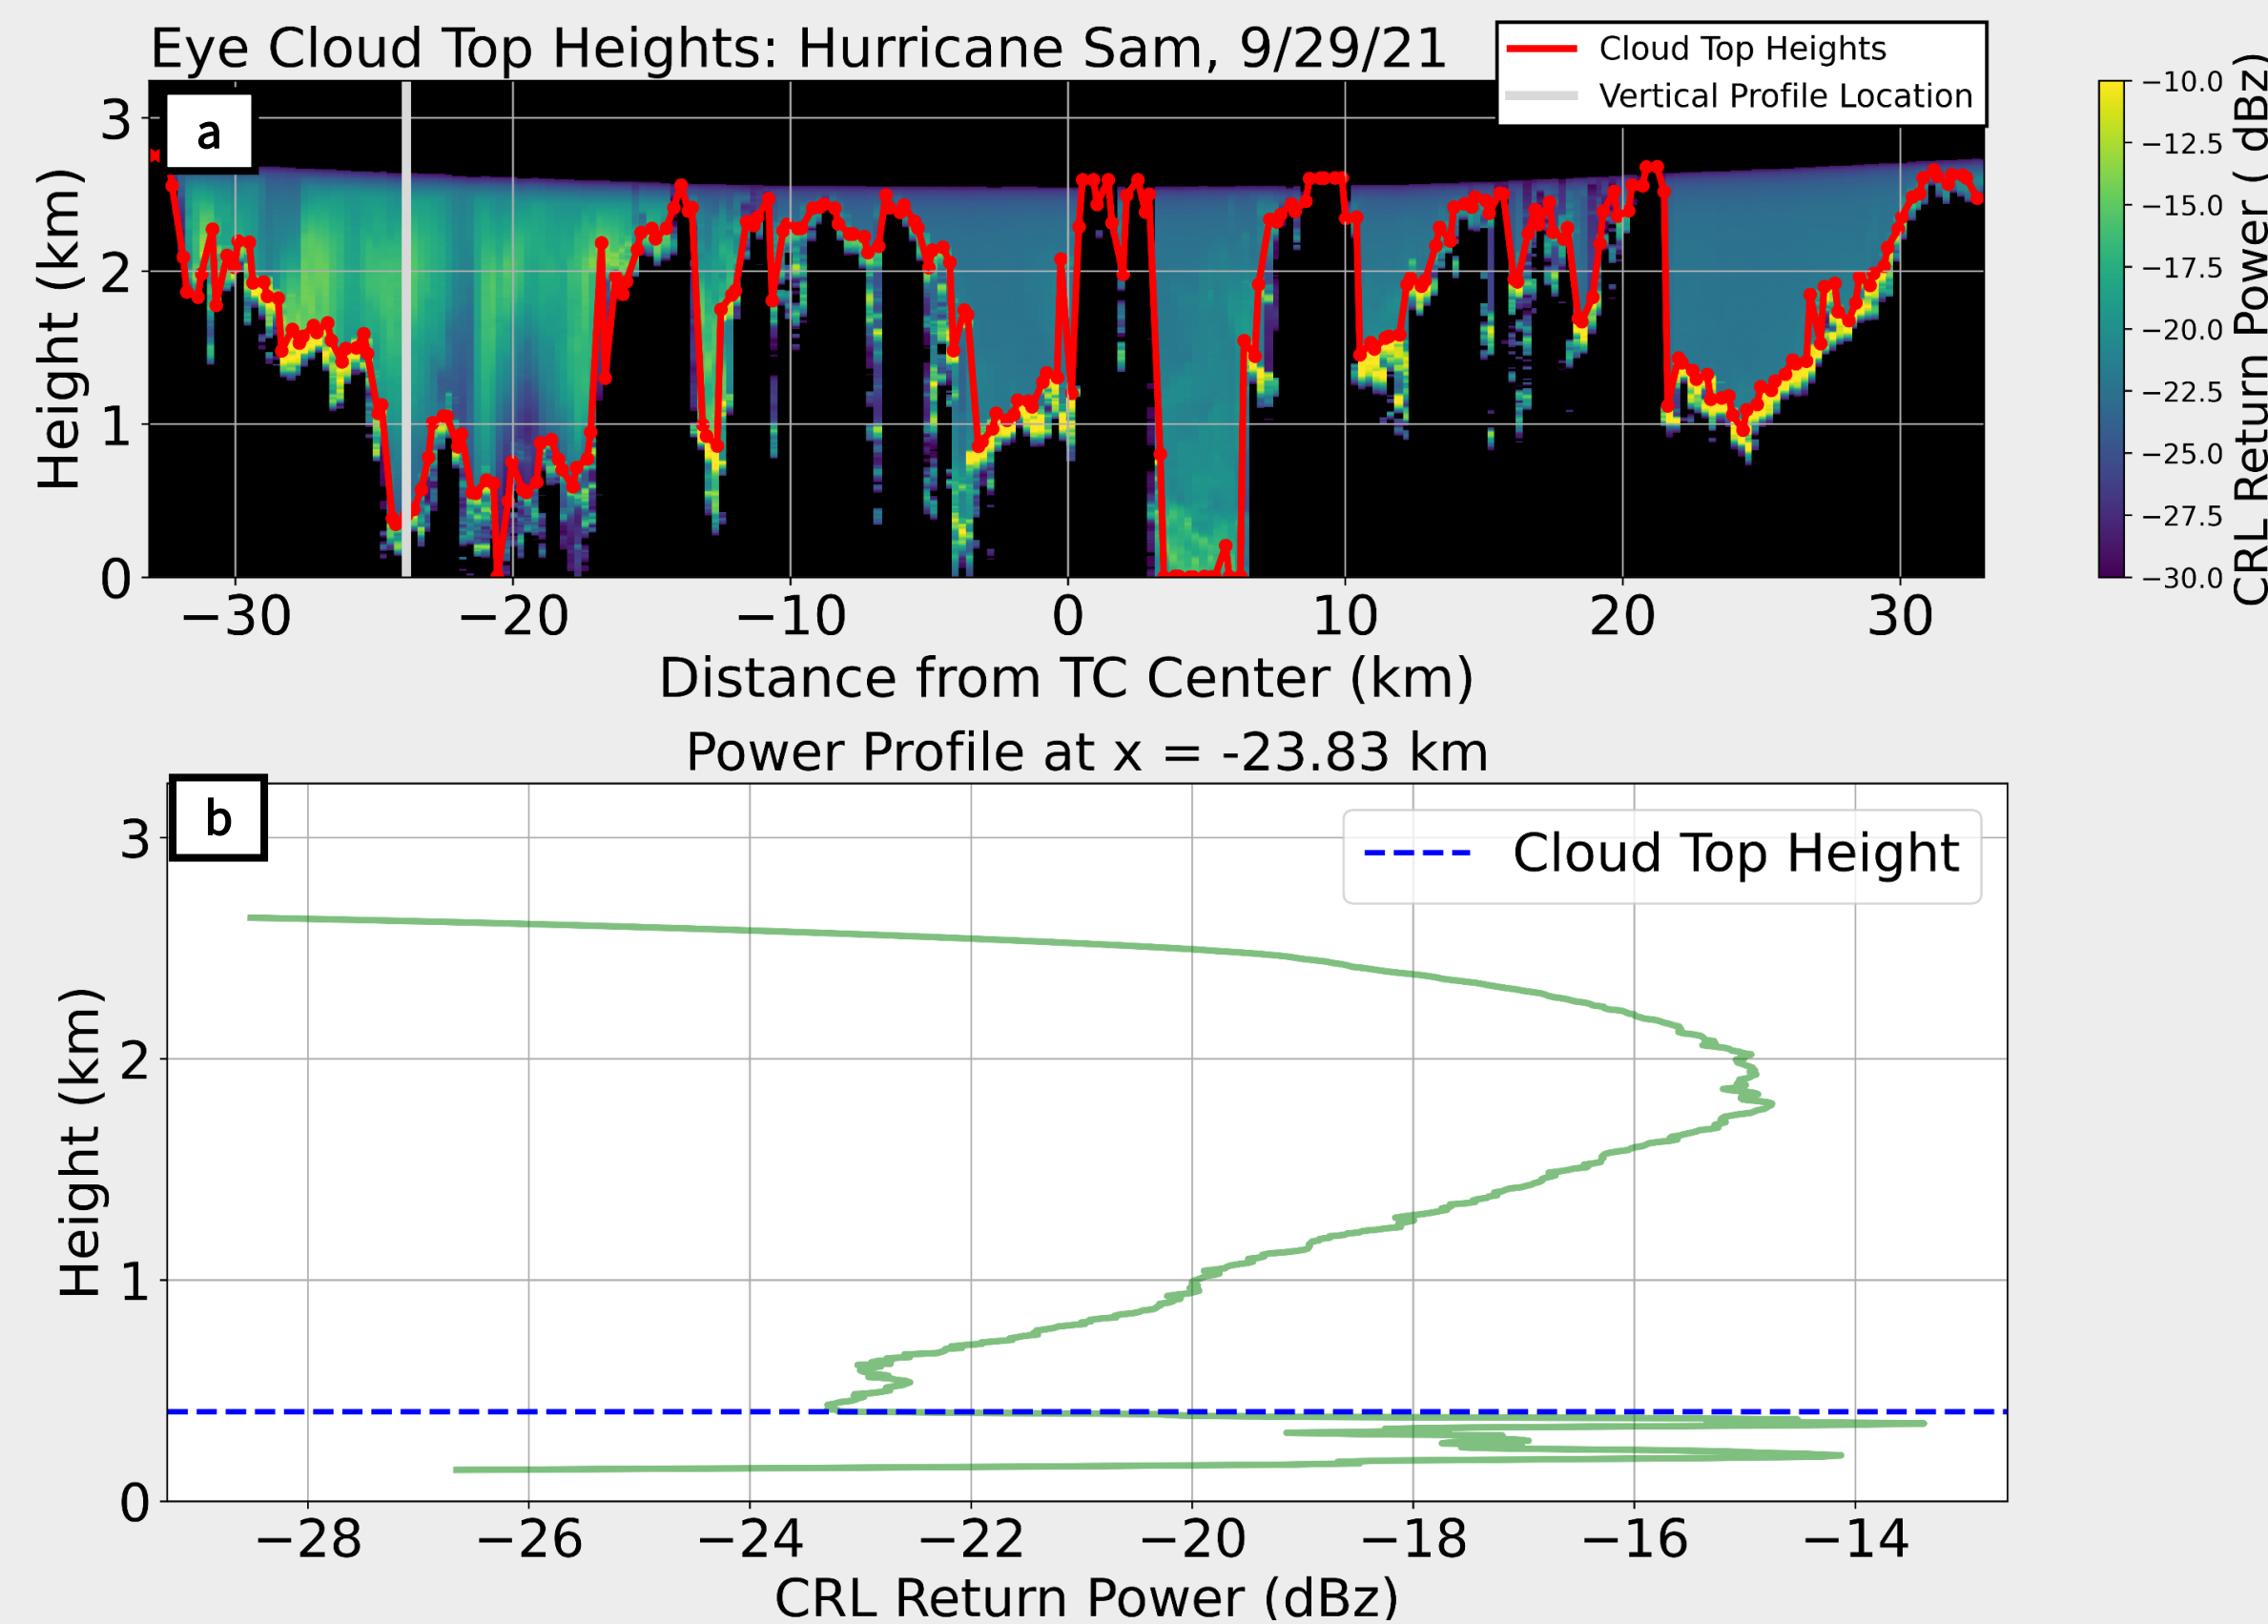 Eye Cloud Top Heights: Hurricane Sam, 9/29/21
Cloud Top Heights
Vertical Profile Location
a
Height (km)
3
2
1
0
−30 −20 −10 0 10 20 30
Distance from TC Center (km)
−10.0
−12.5
−15.0
−17.5
−20.0
−22.5
−25.0
−27.5
−30.0
CRL Return Power ( dBz)
Power Profile at x = -23.83 km
b
Cloud Top Height
Height (km)
3
2
1
0
−28 −26 −24 −22 −20 −18 −16 −14
CRL Return Power (dBz)